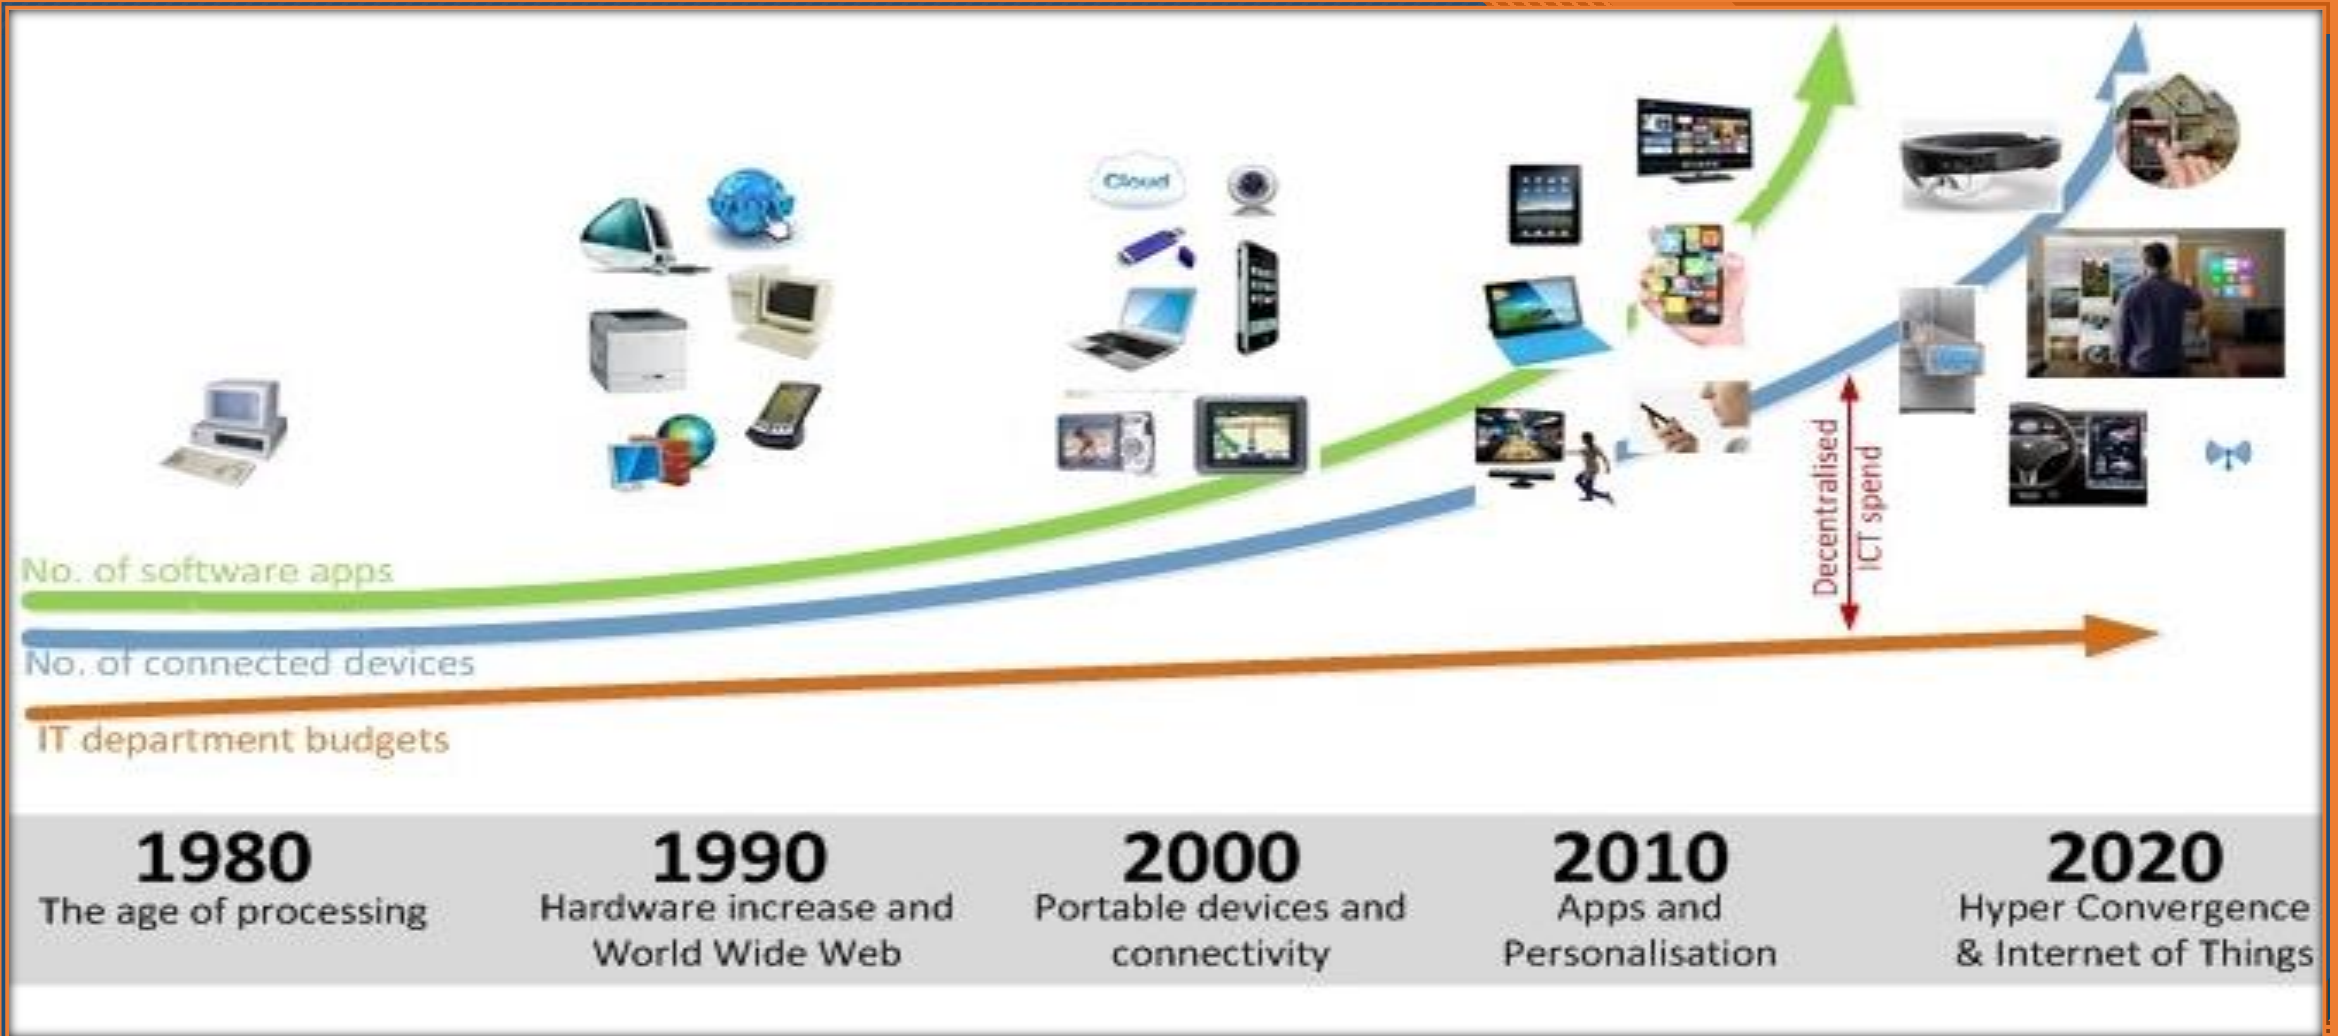 Cloud
No. of software apps
No. of connected devices
IT department budgets
Decentralised
ICT spend
1980
The age of processing
1990
Hardware increase and
World Wide Web
2000
Portable devices and
connectivity
2010
Apps and
Personalisation
2020
Hyper Convergence
& Internet of Things